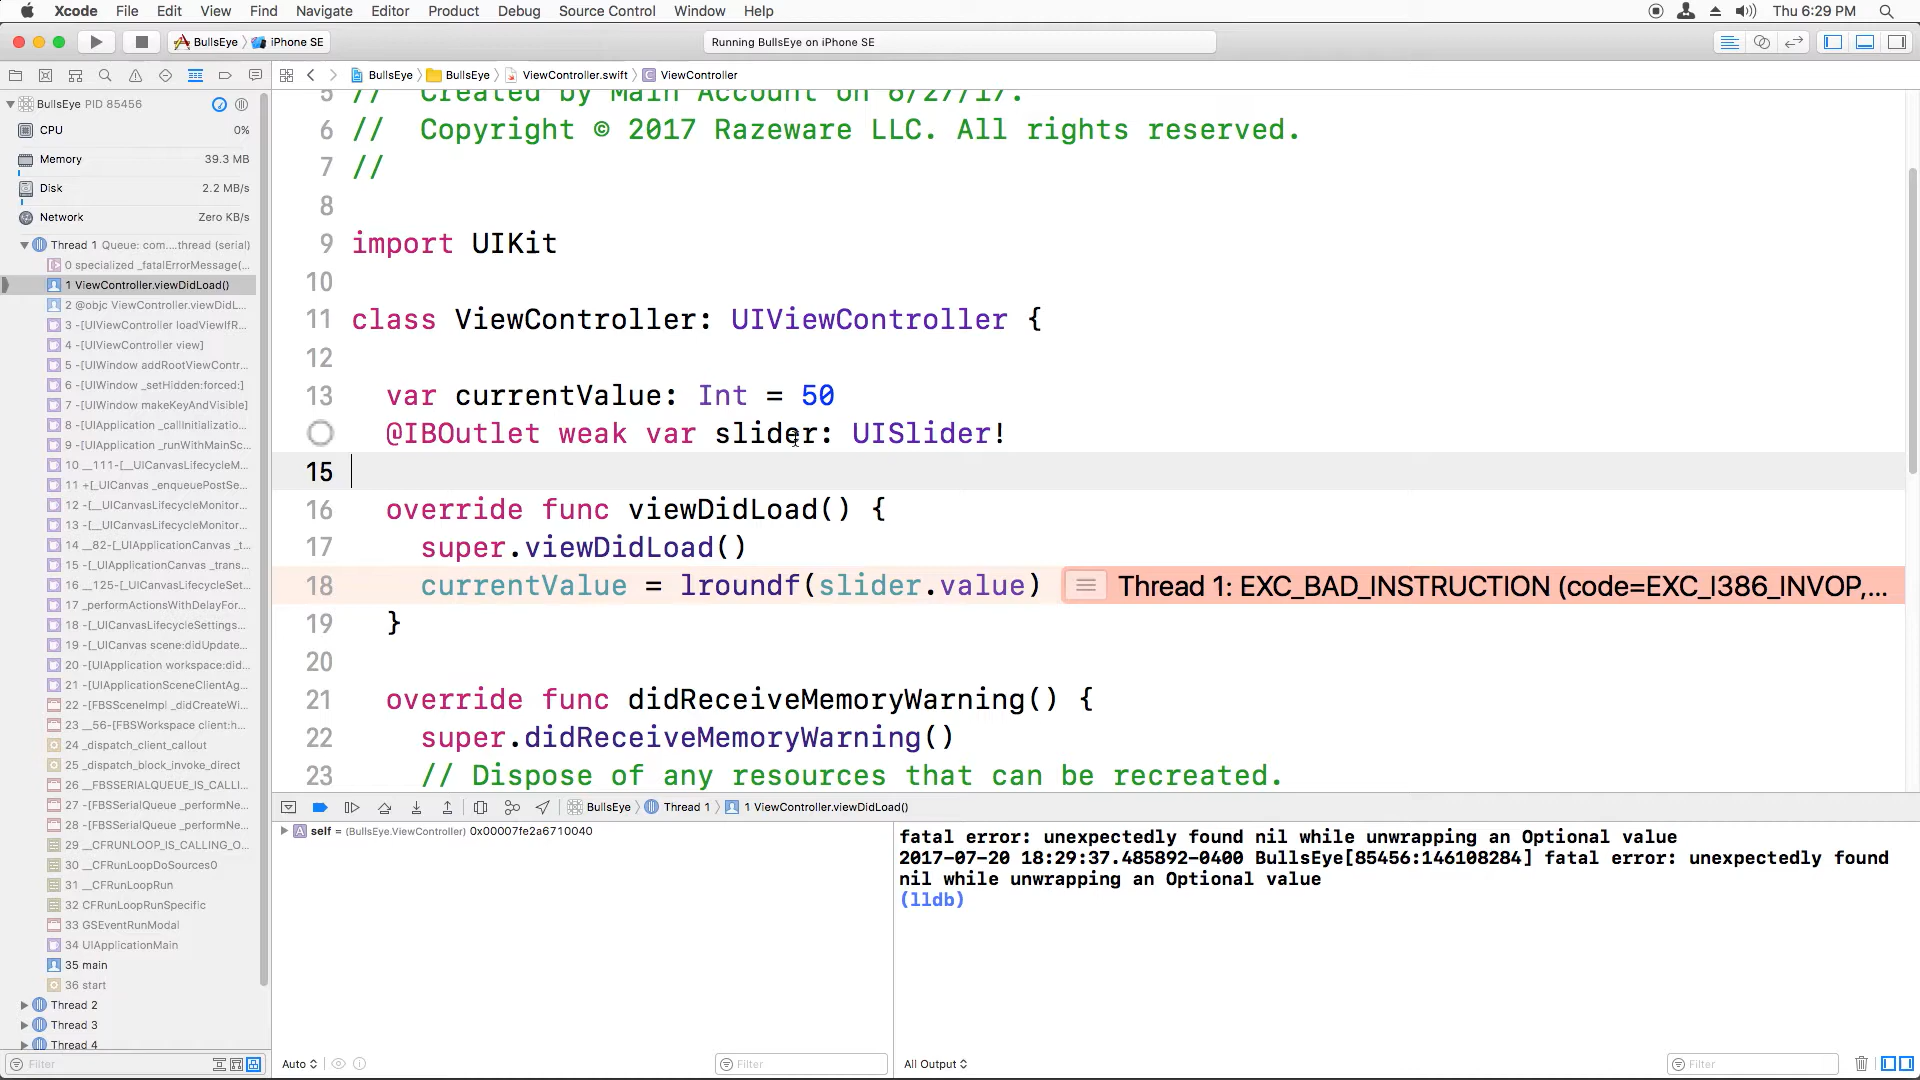 Xcode File Edit View Find Navigate Editor Product Debug Source Control Window Help Thu 6:29 PM
BullsEye iPhone SE Running BullsEye on iPhone SE
BullsEye BullsEye ViewController.swift ViewController
BullsEye PID 85456
CPU 0%
Memory 39.3 MB
Disk 2.2 MB/s
Network Zero KB/s
Thread 1 Queue: com....thread (serial)
0 specialized _fatalErrorMessage(...
1 ViewController.viewDidLoad()
2 @objc ViewController.viewDidL...
3 -[UIViewController loadViewIfR...
4 -[UIViewController view]
5 -[UIWindow addRootViewContr...
6 -[UIWindow _setHidden:forced:]
7 -[UIWindow makeKeyAndVisible]
8 -[UIApplication _callInitializatio...
9 -[UIApplication _runWithMainSc...
10 __111-[__UICanvasLifecycleM...
11 +[_UICanvas _enqueuePostSe...
12 -[__UICanvasLifecycleMonitor...
13 -[__UICanvasLifecycleMonitor...
14 __82-[_UIApplicationCanvas _t...
15 -[_UIApplicationCanvas _trans...
16 __125-[_UICanvasLifecycleSet...
17 _performActionsWithDelayFor...
18 -[_UICanvasLifecycleSettings...
19 -[_UICanvas scene:didUpdate...
20 -[UIApplication workspace:did...
21 -[UIApplicationSceneClientAg...
22 -[FBSSceneImpl _didCreateWi...
23 __56-[FBSWorkspace client:h...
24 _dispatch_client_callout
25 _dispatch_block_invoke_direct
26 __FBSSERIALQUEUE_IS_CALLI...
27 -[FBSSerialQueue _performNe...
28 -[FBSSerialQueue _performNe...
29 __CFRUNLOOP_IS_CALLING_O...
30 __CFRunLoopDoSources0
31 __CFRunLoopRun
32 CFRunLoopRunSpecific
33 GSEventRunModal
34 UIApplicationMain
35 main
36 start
Thread 2
Thread 3
Thread 4
Filter
5 // Created by Main Account on 6/27/17.
6 // Copyright © 2017 Razeware LLC. All rights reserved.
7 //
8
9 import UIKit
10
11 class ViewController: UIViewController {
12
13 var currentValue: Int = 50
@IBOutlet weak var slider: UISlider!
15
16 override func viewDidLoad() {
17 super.viewDidLoad()
18 currentValue = lroundf(slider.value) Thread 1: EXC_BAD_INSTRUCTION (code=EXC_I386_INVOP,...
19 }
20
21 override func didReceiveMemoryWarning() {
22 super.didReceiveMemoryWarning()
23 // Dispose of any resources that can be recreated.
BullsEye Thread 1 1 ViewController.viewDidLoad()
A self = (BullsEye.ViewController) 0x00007fe2a6710040
fatal error: unexpectedly found nil while unwrapping an Optional value
2017-07-20 18:29:37.485892-0400 BullsEye[85456:146108284] fatal error: unexpectedly found
nil while unwrapping an Optional value
(lldb)
Auto Filter All Output Filter